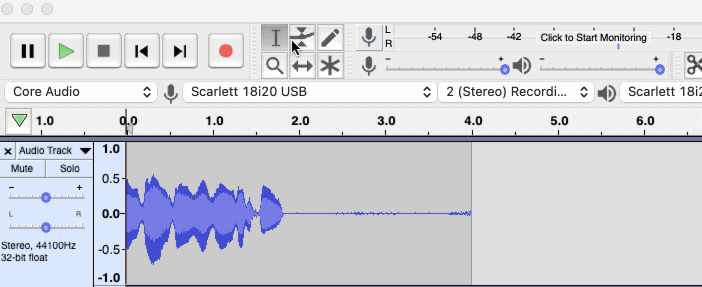 L
R
-54 -48 -42 Click to Start Monitoring -18
Core Audio Scarlett 18i20 USB 2 (Stereo) Recordi... Scarlett 18i2
1.0 0.0 1.0 2.0 3.0 4.0 5.0 6.0
× Audio Track 1.0
Mute Solo
0.5
- +
0.0
L R
-0.5
Stereo, 44100Hz
32-bit float
-1.0